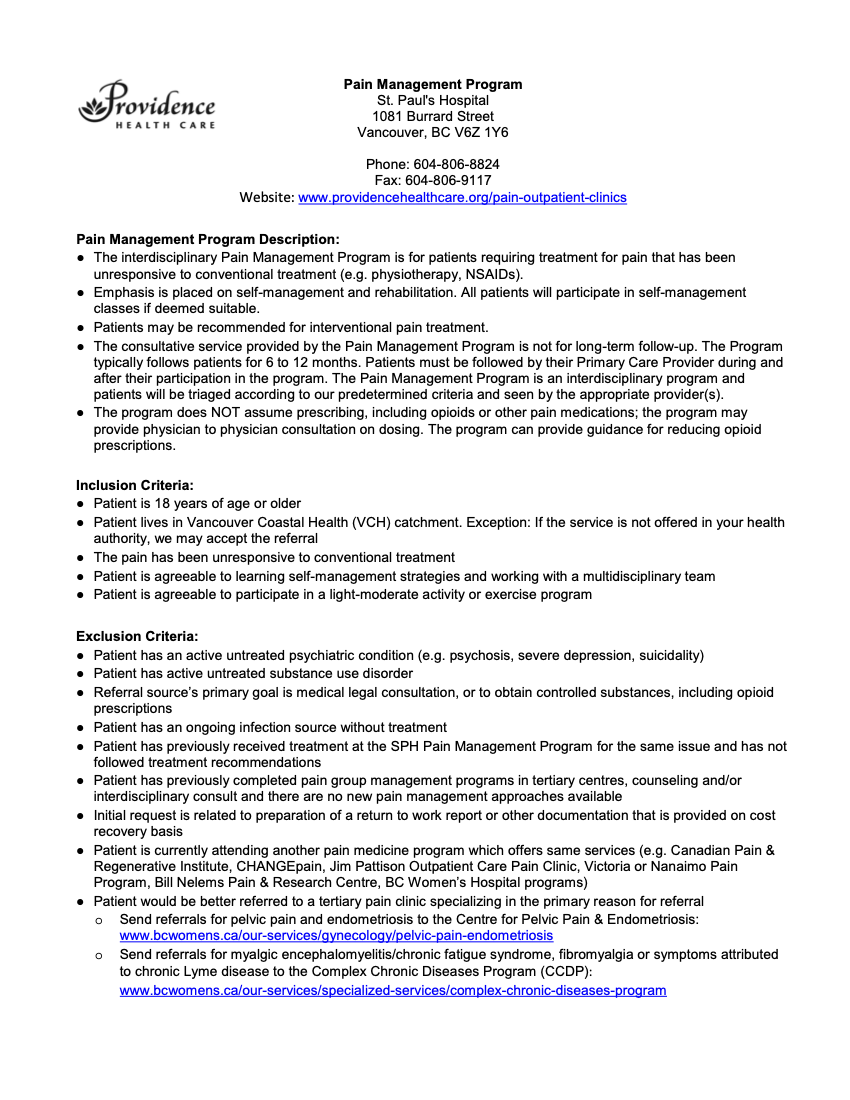 Providence
HEALTH CARE
Pain Management Program
St. Paul's Hospital
1081 Burrard Street
Vancouver, BC V6Z 1Y6
Phone: 604-806-8824
Fax: 604-806-9117
Website: www.providencehealthcare.org/pain-outpatient-clinics
Pain Management Program Description:
● The interdisciplinary Pain Management Program is for patients requiring treatment for pain that has been
unresponsive to conventional treatment (e.g. physiotherapy, NSAIDs).
● Emphasis is placed on self-management and rehabilitation. All patients will participate in self-management
classes if deemed suitable.
● Patients may be recommended for interventional pain treatment.
● The consultative service provided by the Pain Management Program is not for long-term follow-up. The Program
typically follows patients for 6 to 12 months. Patients must be followed by their Primary Care Provider during and
after their participation in the program. The Pain Management Program is an interdisciplinary program and
patients will be triaged according to our predetermined criteria and seen by the appropriate provider(s).
● The program does NOT assume prescribing, including opioids or other pain medications; the program may
provide physician to physician consultation on dosing. The program can provide guidance for reducing opioid
prescriptions.
Inclusion Criteria:
● Patient is 18 years of age or older
● Patient lives in Vancouver Coastal Health (VCH) catchment. Exception: If the service is not offered in your health
authority, we may accept the referral
● The pain has been unresponsive to conventional treatment
● Patient is agreeable to learning self-management strategies and working with a multidisciplinary team
● Patient is agreeable to participate in a light-moderate activity or exercise program
Exclusion Criteria:
● Patient has an active untreated psychiatric condition (e.g. psychosis, severe depression, suicidality)
● Patient has active untreated substance use disorder
● Referral source's primary goal is medical legal consultation, or to obtain controlled substances, including opioid
prescriptions
● Patient has an ongoing infection source without treatment
● Patient has previously received treatment at the SPH Pain Management Program for the same issue and has not
followed treatment recommendations
● Patient has previously completed pain group management programs in tertiary centres, counseling and/or
interdisciplinary consult and there are no new pain management approaches available
● Initial request is related to preparation of a return to work report or other documentation that is provided on cost
recovery basis
● Patient is currently attending another pain medicine program which offers same services (e.g. Canadian Pain &
Regenerative Institute, CHANGEpain, Jim Pattison Outpatient Care Pain Clinic, Victoria or Nanaimo Pain
Program, Bill Nelems Pain & Research Centre, BC Women's Hospital programs)
● Patient would be better referred to a tertiary pain clinic specializing in the primary reason for referral
o Send referrals for pelvic pain and endometriosis to the Centre for Pelvic Pain & Endometriosis:
www.bcwomens.ca/our-services/gynecology/pelvic-pain-endometriosis
o Send referrals for myalgic encephalomyelitis/chronic fatigue syndrome, fibromyalgia or symptoms attributed
to chronic Lyme disease to the Complex Chronic Diseases Program (CCDP):
www.bcwomens.ca/our-services/specialized-services/complex-chronic-diseases-program